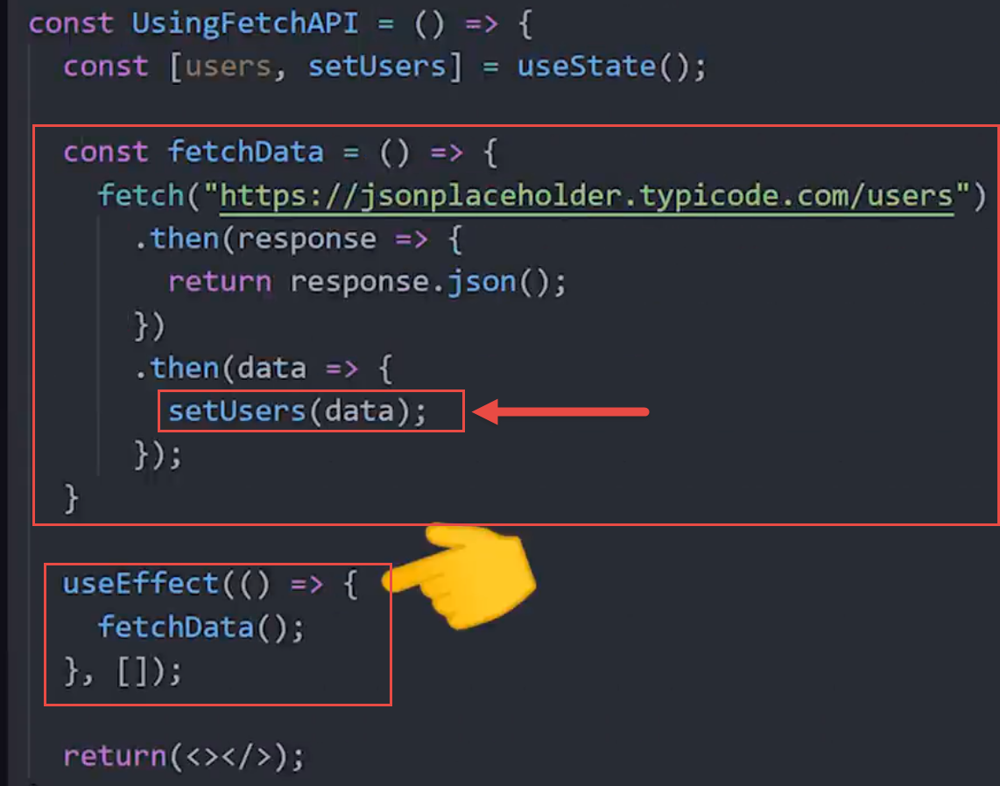 const UsingFetchAPI = () => {
const [users, setUsers] = useState();
const fetchData = () => {
fetch("https://jsonplaceholder.typicode.com/users")
.then(response => {
return response.json();
})
.then(data => {
setUsers(data);
});
}
useEffect(() => {
fetchData();
}, []);
return(<></>);